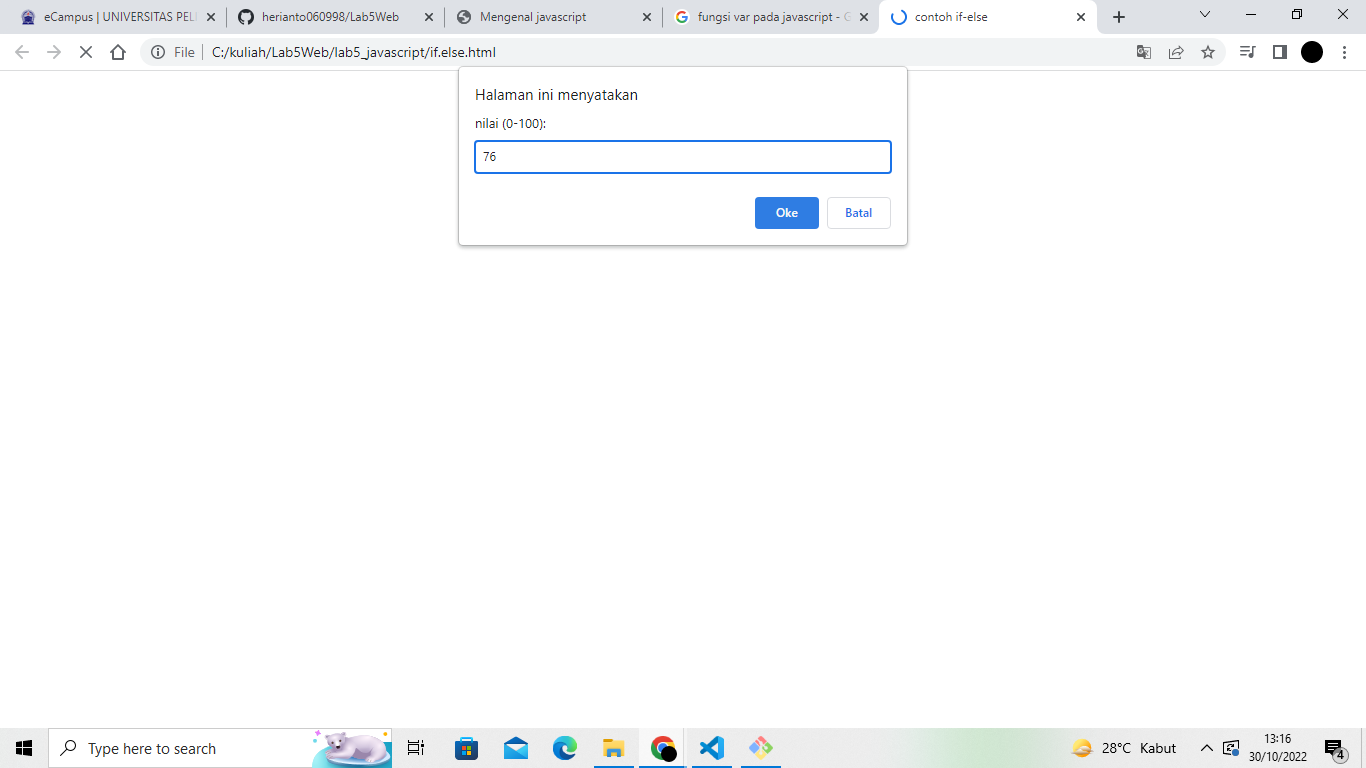 eCampus | UNIVERSITAS PELI
herianto060998/Lab5Web
Mengenal javascript
fungsi var pada javascript - G
contoh if-else
File
C:/kuliah/Lab5Web/lab5_javascript/if.else.html
Halaman ini menyatakan
nilai (0-100):
76
Oke
Batal
Type here to search
28°C Kabut
13:16
30/10/2022
4